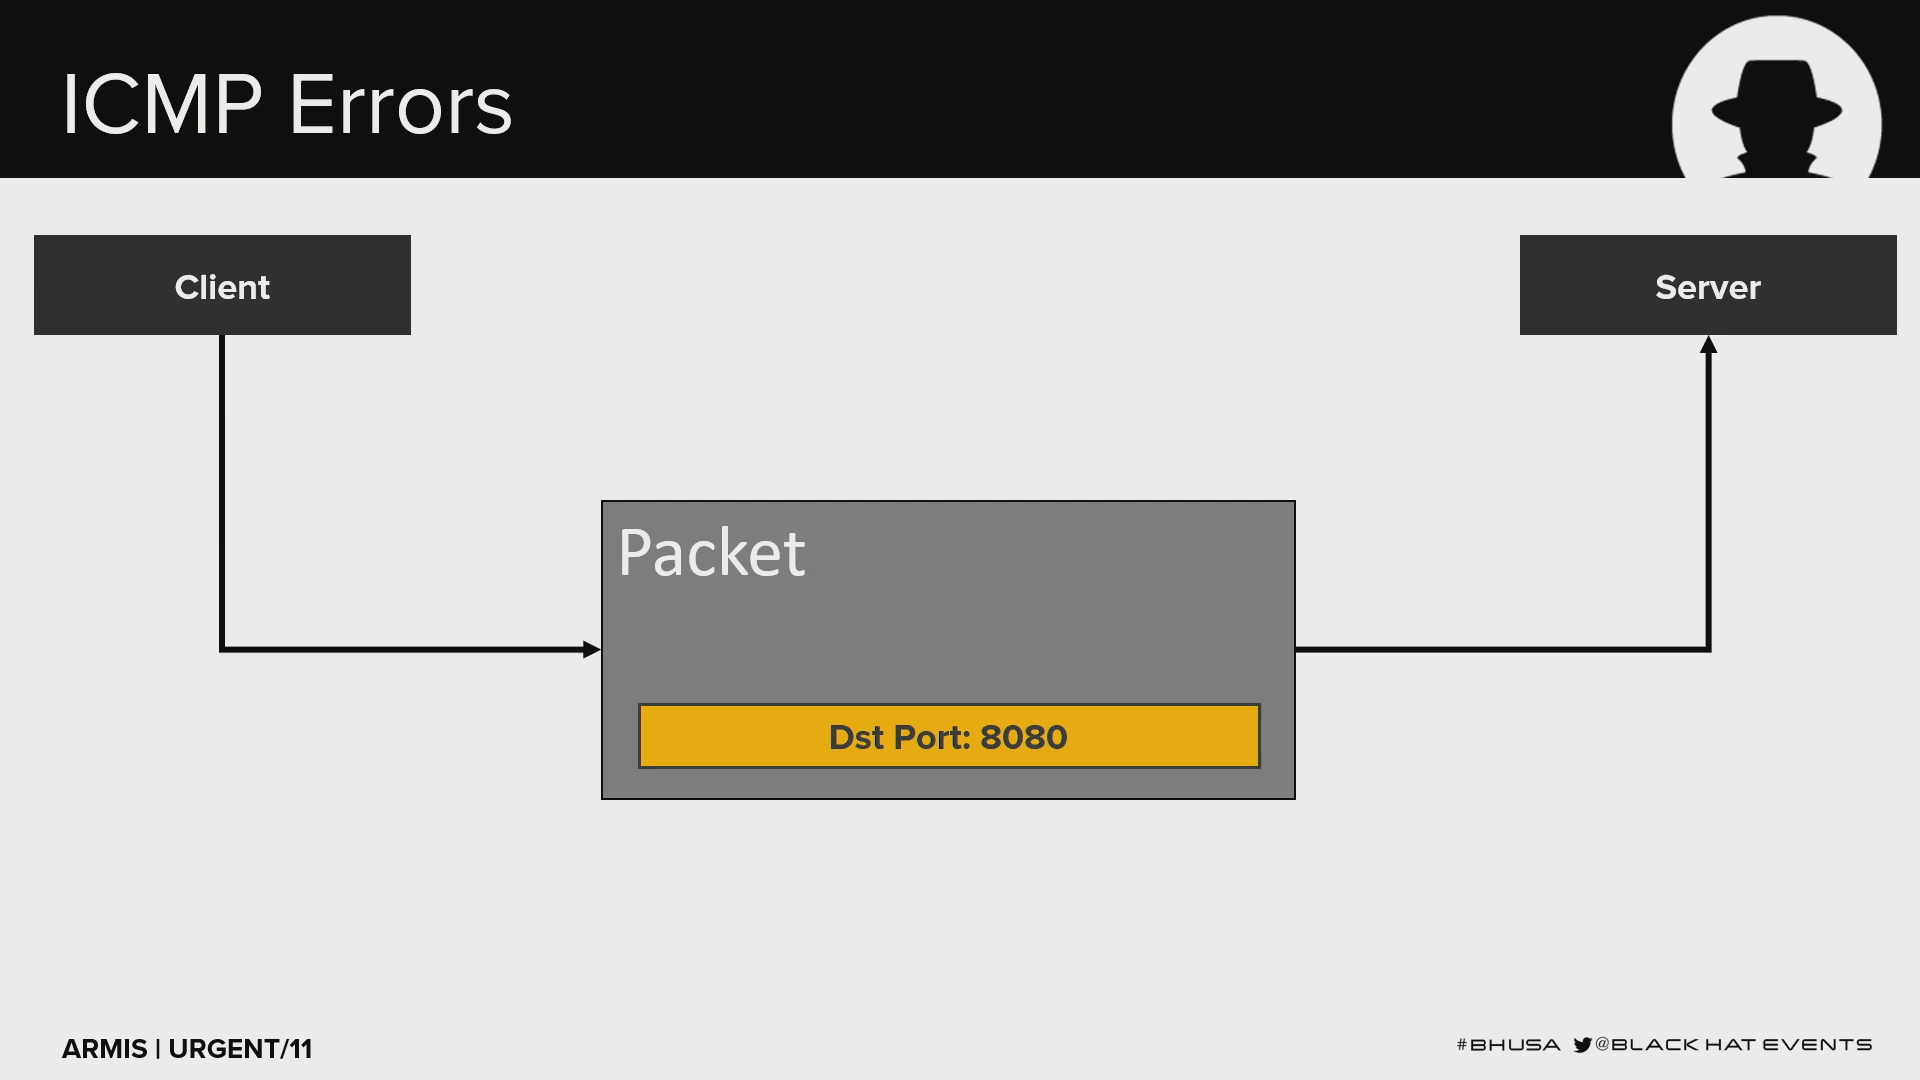 ICMP Errors
Client
Server
Packet
Dst Port: 8080
ARMIS | URGENT/11
#BHUSA @BLACK HAT EVENTS